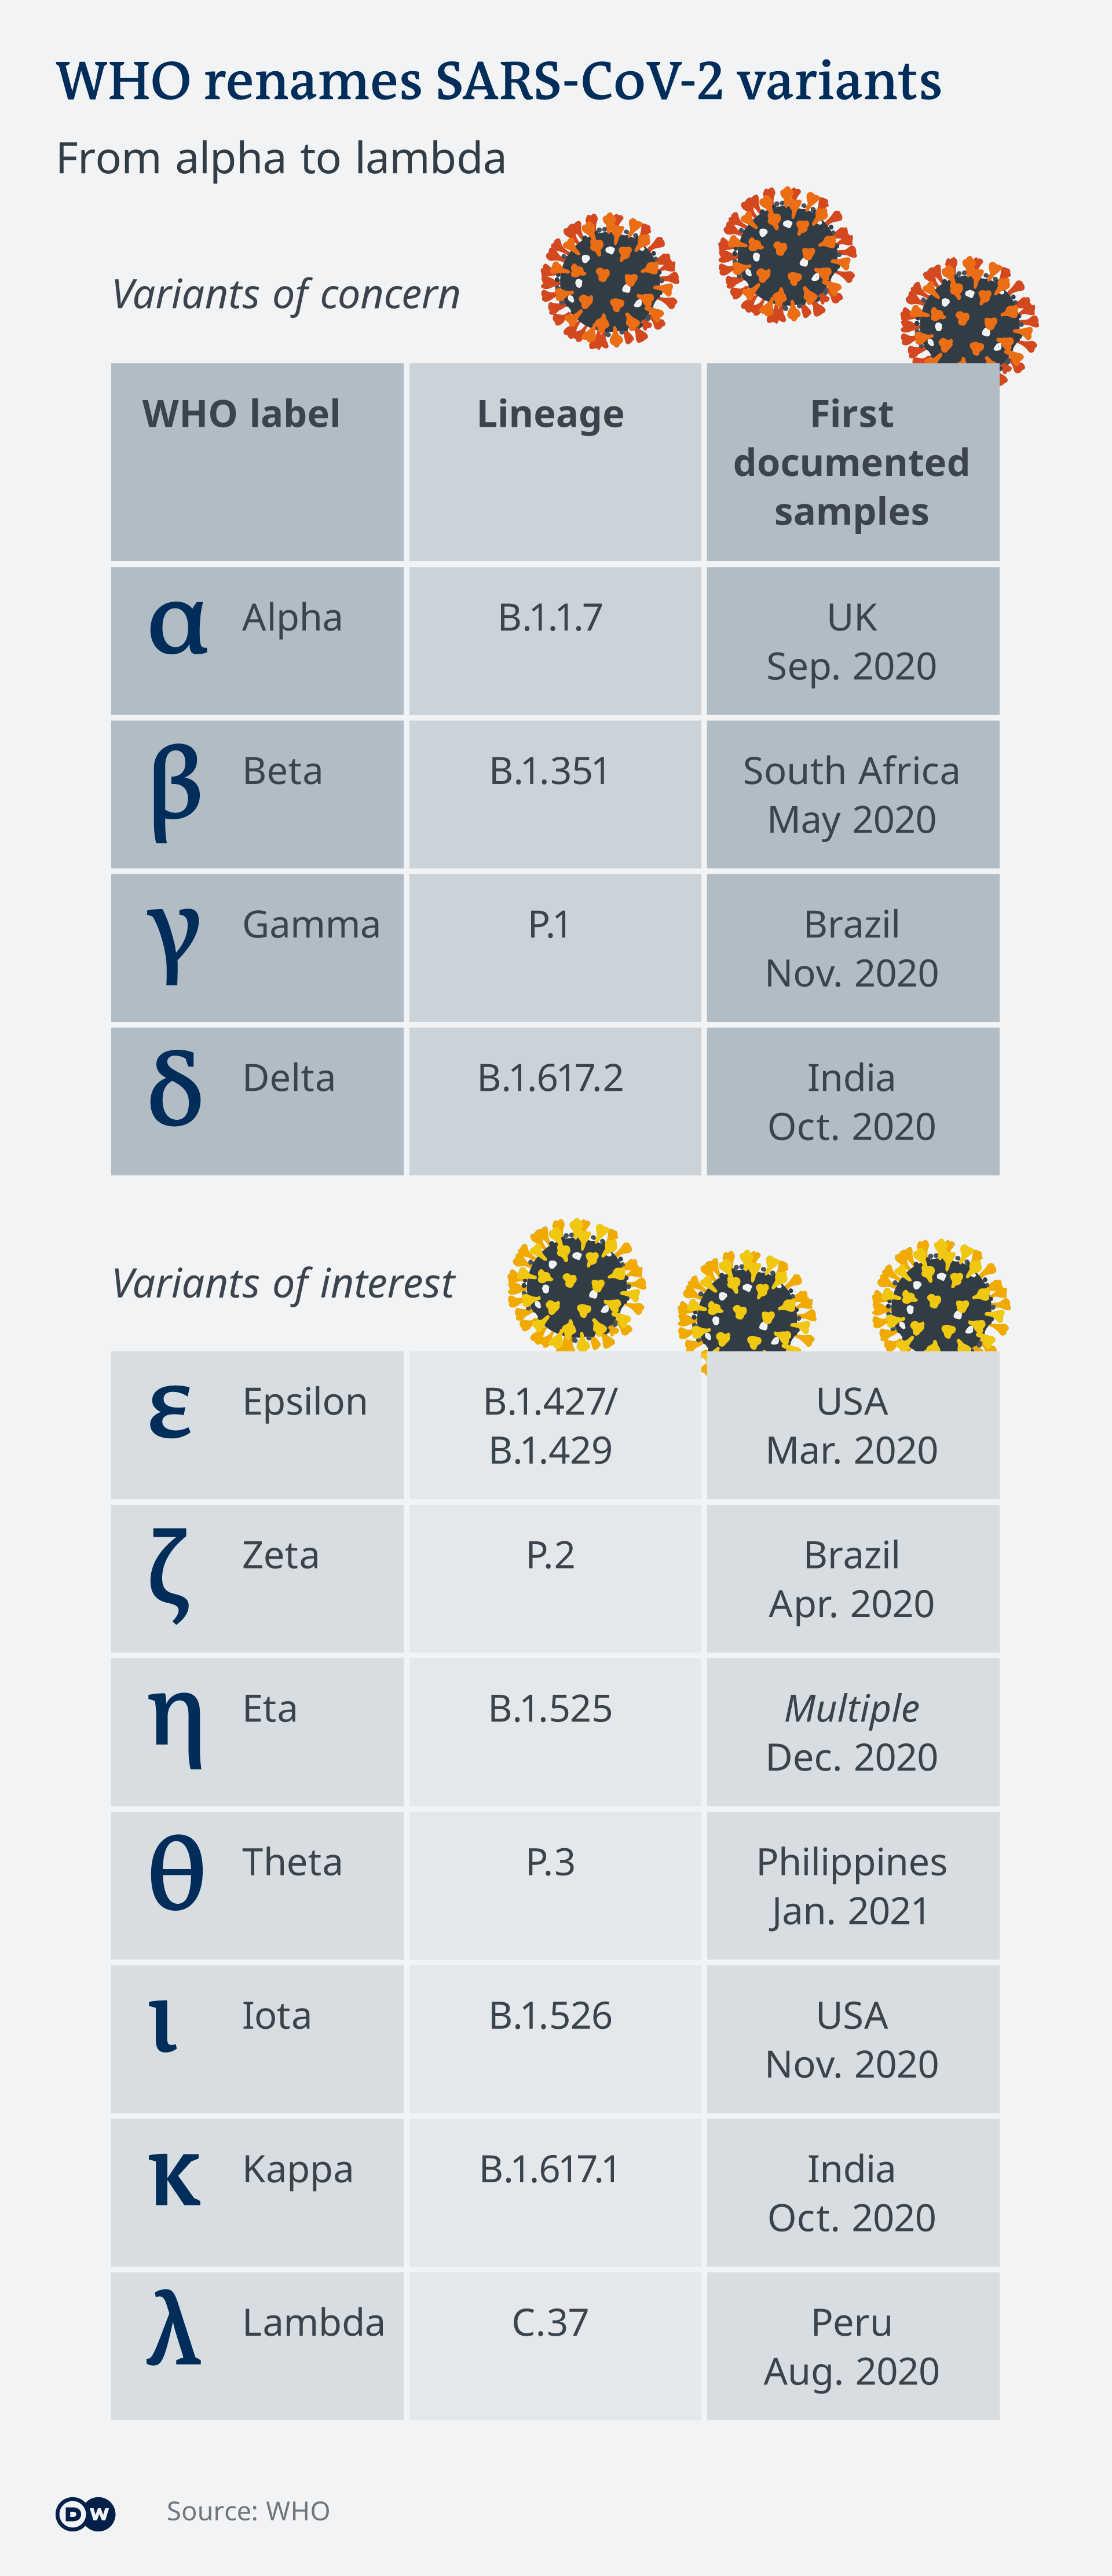 WHO renames SARS-CoV-2 variants
From alpha to lambda
Variants of concern
WHO label
Lineage
First
documented
samples
α Alpha
B.1.1.7
UK
Sep. 2020
β Beta
B.1.351
South Africa
May 2020
γ Gamma
P.1
Brazil
Nov. 2020
δ Delta
B.1.617.2
India
Oct. 2020
Variants of interest
ε Epsilon
B.1.427/
B.1.429
USA
Mar. 2020
ζ Zeta
P.2
Brazil
Apr. 2020
η Eta
B.1.525
Multiple
Dec. 2020
θ Theta
P.3
Philippines
Jan. 2021
ι Iota
B.1.526
USA
Nov. 2020
κ Kappa
B.1.617.1
India
Oct. 2020
λ Lambda
C.37
Peru
Aug. 2020
DW
Source: WHO